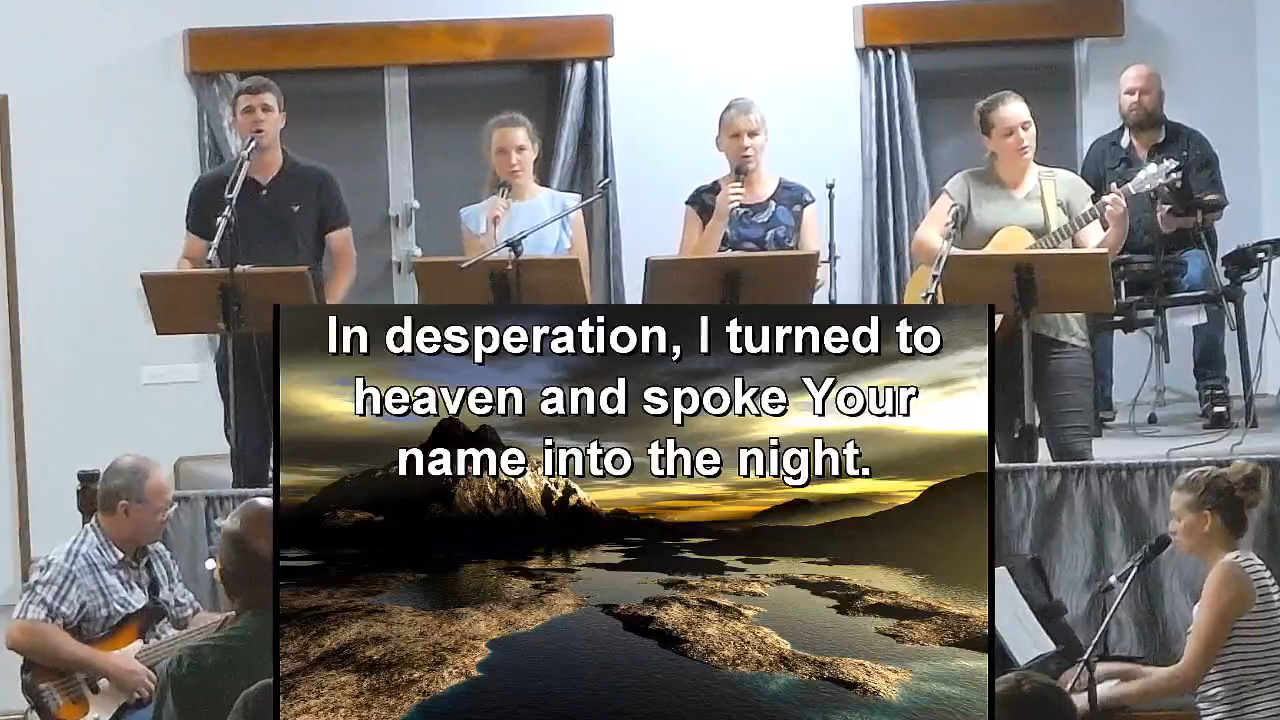 In desperation, I turned to
heaven and spoke Your
name into the night.